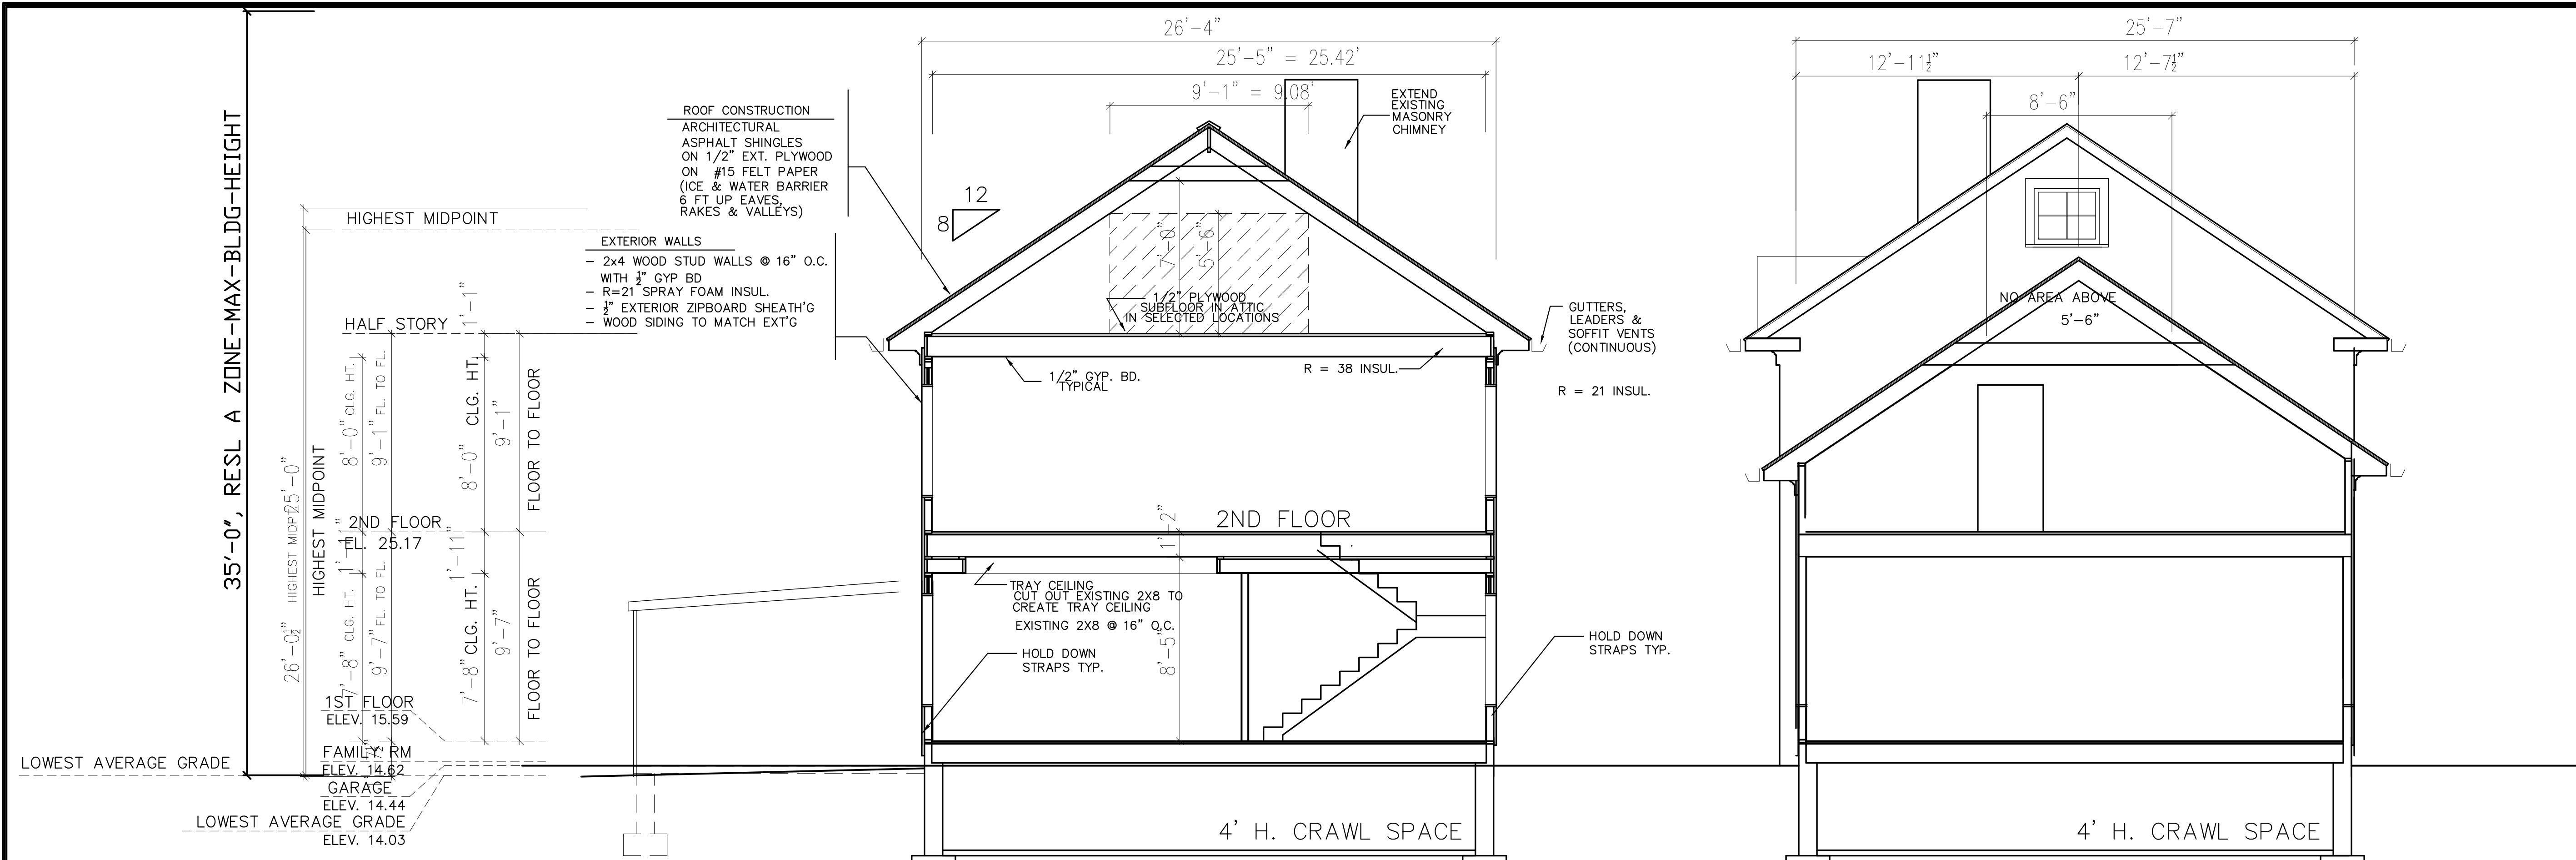 35'-0", RESL A ZONE-MAX-BLDG-HEIGHT
HIGHEST MIDPOINT
HALF STORY
2ND FLOOR
EL. 25.17
1ST FLOOR
ELEV. 15.59
FAMILY RM
ELEV. 14.62
GARAGE
ELEV. 14.44
LOWEST AVERAGE GRADE
ELEV. 14.03
LOWEST AVERAGE GRADE
26'-0½" HIGHEST MIDPT
25'-0"
HIGHEST MIDPOINT
8'-0" CLG. HT.
1'-11"
7'-8" CLG. HT.
9'-1" FL. TO FL.
9'-7" FL. TO FL.
1'-1"
8'-0" CLG. HT.
1'-11"
7'-8" CLG. HT.
9'-1"
9'-7"
FLOOR TO FLOOR
FLOOR TO FLOOR
ROOF CONSTRUCTION
ARCHITECTURAL
ASPHALT SHINGLES
ON 1/2" EXT. PLYWOOD
ON #15 FELT PAPER
(ICE & WATER BARRIER
6 FT UP EAVES,
RAKES & VALLEYS)
EXTERIOR WALLS
- 2x4 WOOD STUD WALLS @ 16" O.C.
WITH ½" GYP BD
- R=21 SPRAY FOAM INSUL.
- ½" EXTERIOR ZIPBOARD SHEATH'G
- WOOD SIDING TO MATCH EXT'G
12
8
26'-4"
25'-5" = 25.42'
9'-1" = 9.08'
EXTEND
EXISTING
MASONRY
CHIMNEY
7'-0"
5'-6"
1/2" PLYWOOD
SUBFLOOR IN ATTIC
IN SELECTED LOCATIONS
1/2" GYP. BD.
TYPICAL
R = 38 INSUL.
GUTTERS,
LEADERS &
SOFFIT VENTS
(CONTINUOUS)
R = 21 INSUL.
2ND FLOOR
1'-2"
TRAY CEILING
CUT OUT EXISTING 2X8 TO
CREATE TRAY CEILING
EXISTING 2X8 @ 16" O.C.
8'-5"
HOLD DOWN
STRAPS TYP.
HOLD DOWN
STRAPS TYP.
4' H. CRAWL SPACE
25'-7"
12'-11½"
12'-7½"
8'-6"
NO AREA ABOVE
5'-6"
4' H. CRAWL SPACE